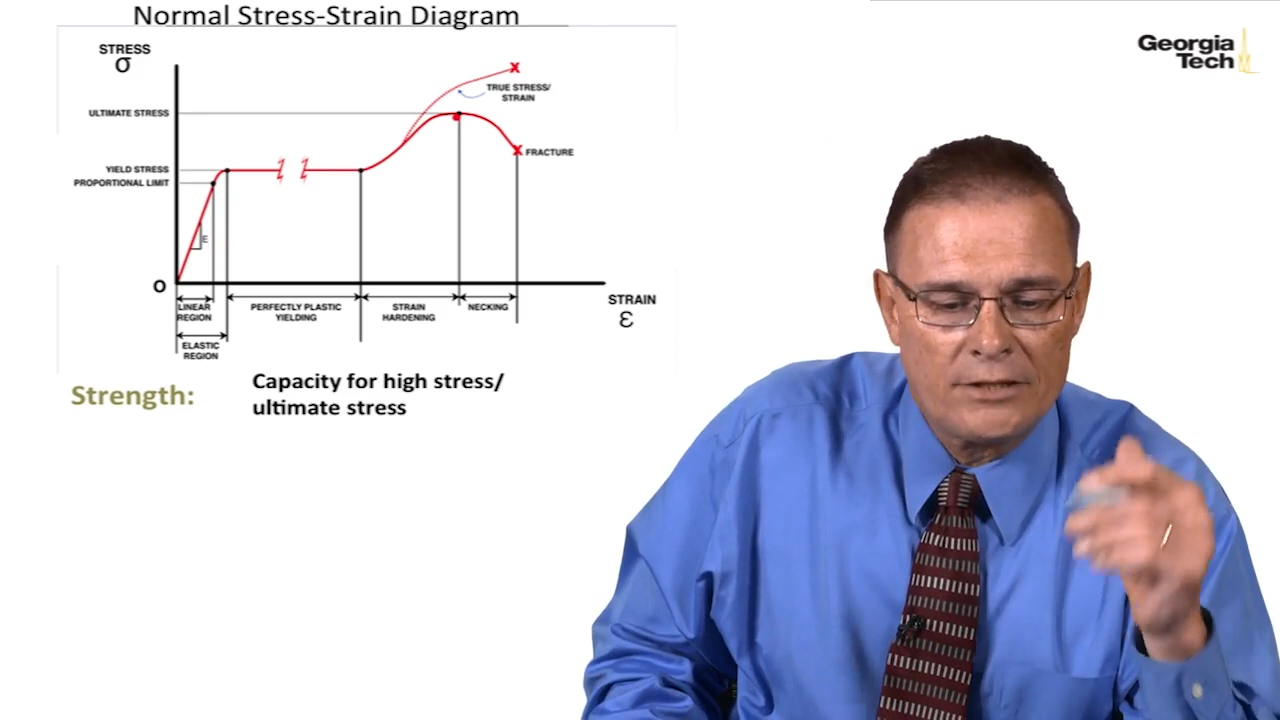 Normal Stress-Strain Diagram
STRESS
σ
ULTIMATE STRESS
YIELD STRESS
PROPORTIONAL LIMIT
E
TRUE STRESS/
STRAIN
FRACTURE
O
LINEAR
REGION
PERFECTLY PLASTIC
YIELDING
STRAIN
HARDENING
NECKING
STRAIN
ε
ELASTIC
REGION
Strength:
Capacity for high stress/
ultimate stress
Georgia
Tech